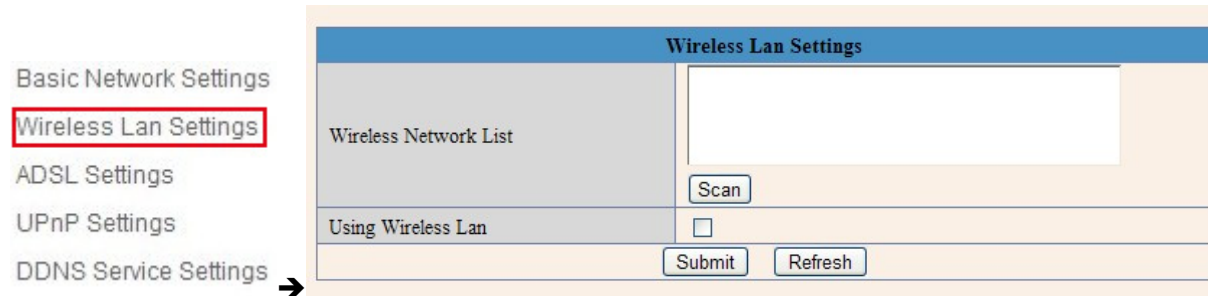 Basic Network Settings
Wireless Lan Settings
ADSL Settings
UPnP Settings
DDNS Service Settings
➔
Wireless Lan Settings
Wireless Network List
Scan
Using Wireless Lan
Submit Refresh